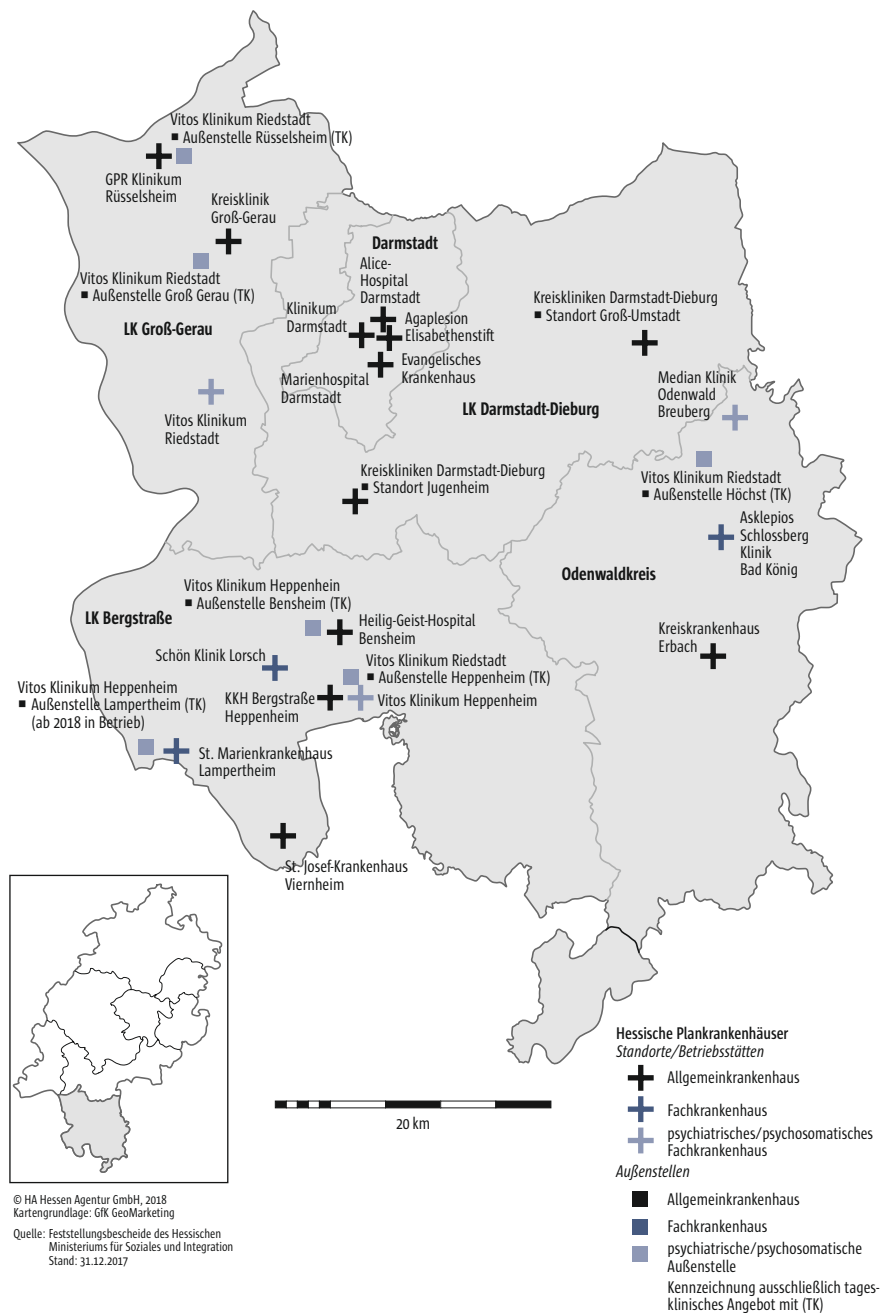 Vitos Klinikum Riedstadt
■ Außenstelle Rüsselsheim (TK)
GPR Klinikum
Rüsselsheim
Kreisklinik
Groß-Gerau
Vitos Klinikum Riedstadt
■ Außenstelle Groß Gerau (TK)
LK Groß-Gerau
Vitos Klinikum
Riedstadt
Darmstadt
Alice-
Hospital
Darmstadt
Klinikum
Darmstadt
Agaplesion
Elisabethenstift
Evangelisches
Krankenhaus
Marienhospital
Darmstadt
Kreiskliniken Darmstadt-Dieburg
■ Standort Groß-Umstadt
Median Klinik
Odenwald
Breuberg
LK Darmstadt-Dieburg
Kreiskliniken Darmstadt-Dieburg
■ Standort Jugenheim
Vitos Klinikum Riedstadt
■ Außenstelle Höchst (TK)
Asklepios
Schlossberg
Klinik
Bad König
Odenwaldkreis
Kreiskrankenhaus
Erbach
Vitos Klinikum Heppenhein
■ Außenstelle Bensheim (TK)
LK Bergstraße
Heilig-Geist-Hospital
Bensheim
Schön Klinik Lorsch
Vitos Klinikum Riedstadt
■ Außenstelle Heppenheim (TK)
KKH Bergstraße
Heppenheim
Vitos Klinikum Heppenheim
Vitos Klinikum Heppenheim
■ Außenstelle Lampertheim (TK)
(ab 2018 in Betrieb)
St. Marienkrankenhaus
Lampertheim
St. Josef-Krankenhaus
Viernheim
20 km
Hessische Plankrankenhäuser
Standorte/Betriebsstätten
Allgemeinkrankenhaus
Fachkrankenhaus
psychiatrisches/psychosomatisches
Fachkrankenhaus
Außenstellen
Allgemeinkrankenhaus
Fachkrankenhaus
psychiatrische/psychosomatische
Außenstelle
Kennzeichnung ausschließlich tages-
klinisches Angebot mit (TK)
© HA Hessen Agentur GmbH, 2018
Kartengrundlage: GfK GeoMarketing
Quelle: Feststellungsbescheide des Hessischen
Ministeriums für Soziales und Integration
Stand: 31.12.2017